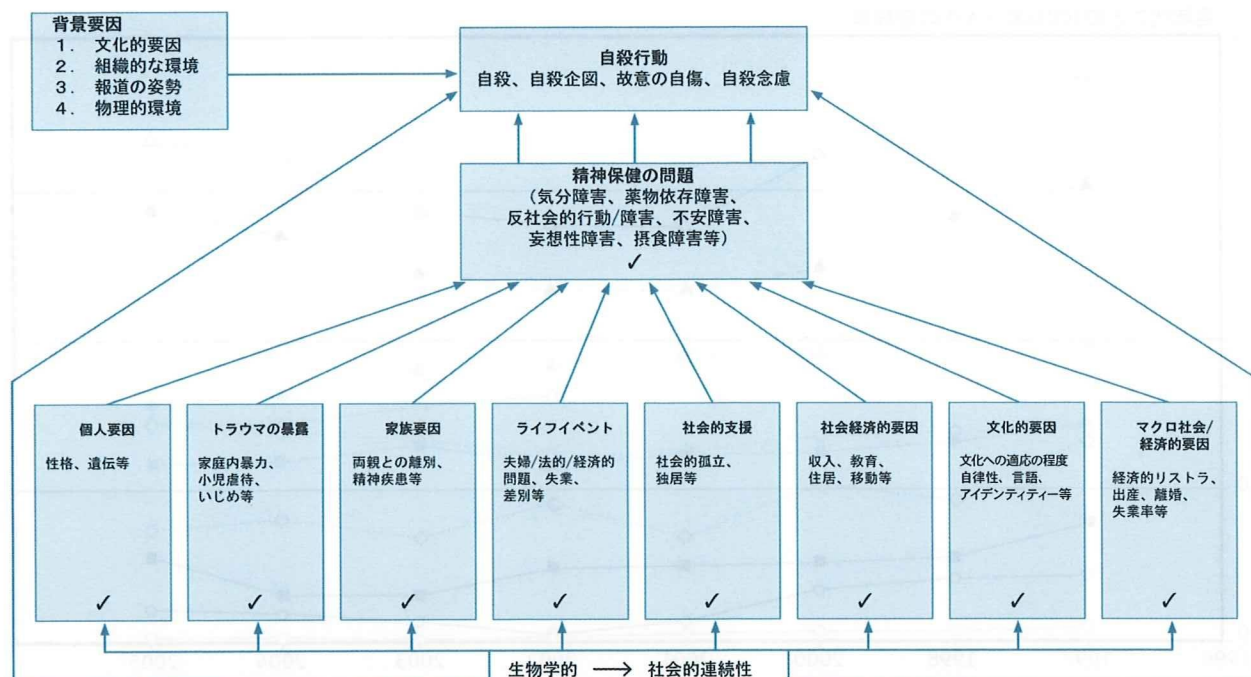 背景要因
1. 文化的要因
2. 組織的な環境
3. 報道の姿勢
4. 物理的環境
自殺行動
自殺、自殺企図、故意の自傷、自殺念慮
精神保健の問題
(気分障害、薬物依存障害、
反社会的行動/障害、不安障害、
妄想性障害、摂食障害等)
✓
個人要因
性格、遺伝等
✓
トラウマの暴露
家庭内暴力、
小児虐待、
いじめ等
✓
家族要因
両親との離別、
精神疾患等
✓
ライフイベント
夫婦/法的/経済的
問題、失業、
差別等
✓
社会的支援
社会的孤立、
独居等
✓
社会経済的要因
収入、教育、
住居、移動等
✓
文化的要因
文化への適応の程度
自律性、言語、
アイデンティティー等
✓
マクロ社会/
経済的要因
経済的リストラ、
出産、離婚、
失業率等
✓
生物学的 → 社会的連続性